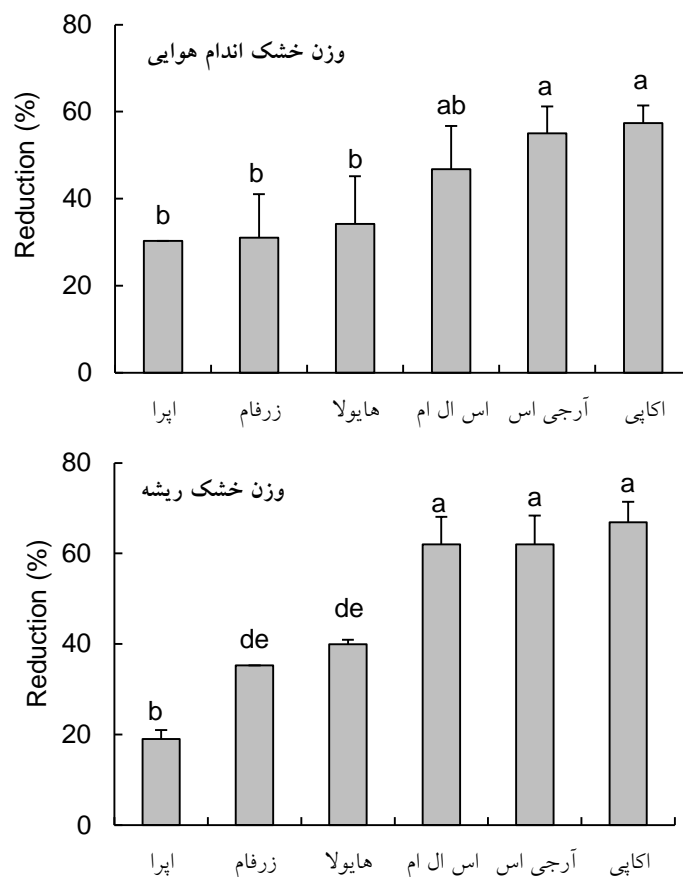 وزن خشک اندام هوایی
Reduction (%)
80
60
40
20
0
b
b
b
ab
a
a
اپرا
زرفام
هایولا
اس ال ام
آرجی اس
اکاپی
وزن خشک ریشه
Reduction (%)
80
60
40
20
0
b
de
de
a
a
a
اپرا
زرفام
هایولا
اس ال ام
آرجی اس
اکاپی